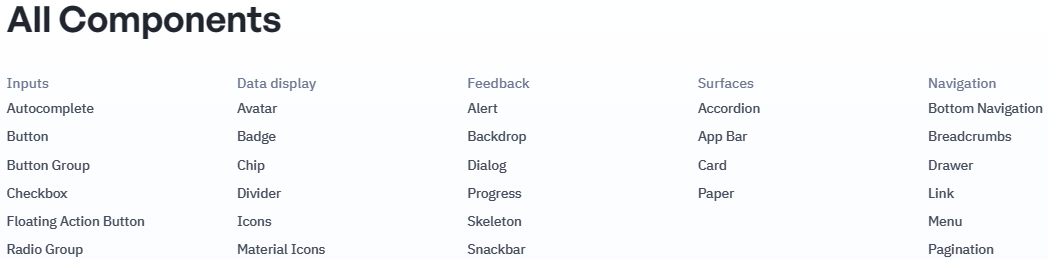 All Components
Inputs Data display Feedback Surfaces Navigation
Autocomplete Avatar Alert Accordion Bottom Navigation
Button Badge Backdrop App Bar Breadcrumbs
Button Group Chip Dialog Card Drawer
Checkbox Divider Progress Paper Link
Floating Action Button Icons Skeleton Menu
Radio Group Material Icons Snackbar Pagination